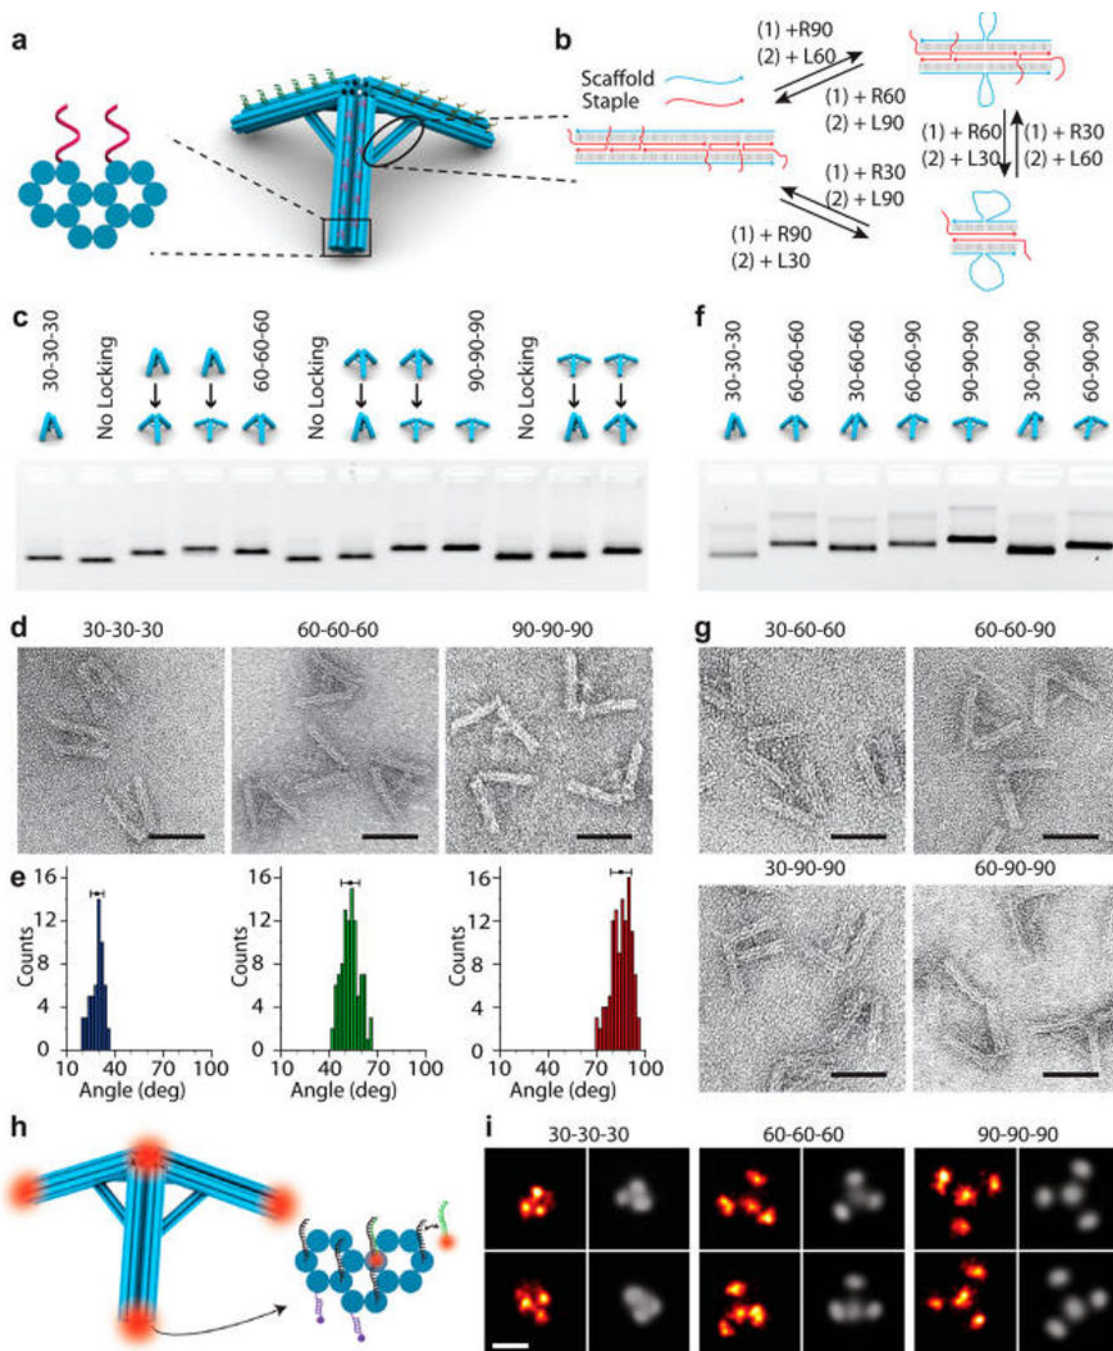 a
b
Scaffold
Staple
(1) +R90
(2) + L60
(1) + R60
(2) + L90
(1) + R60
(2) + L30
(1) + R30
(2) + L60
(1) + R30
(2) + L90
(1) + R90
(2) + L30
c
30-30-30
No Locking
60-60-60
No Locking
90-90-90
No Locking
f
30-30-30
60-60-60
30-60-60
60-60-90
90-90-90
30-90-90
60-90-90
d
30-30-30
60-60-60
90-90-90
g
30-60-60
60-60-90
30-90-90
60-90-90
e
16
12
8
4
0
Counts
10
40
70
100
Angle (deg)
16
12
8
4
0
Counts
10
40
70
100
Angle (deg)
16
12
8
4
0
Counts
10
40
70
100
Angle (deg)
h
i
30-30-30
60-60-60
90-90-90